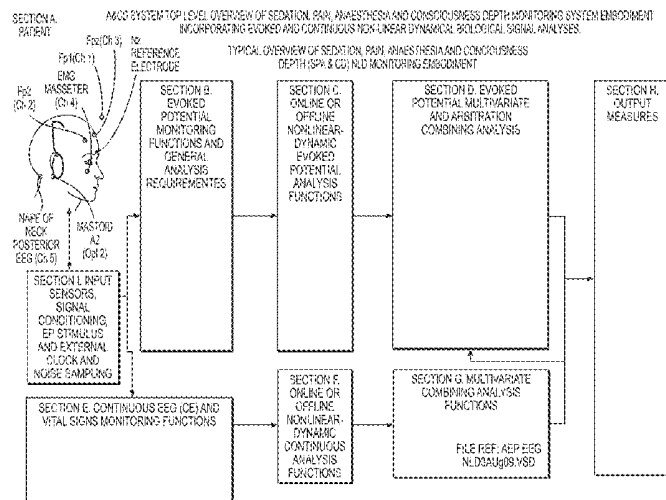 SECTION A.
PATIENT
A&CO SYSTEM TOP LEVEL OVERVIEW OF SEDATION, PAIN, ANAESTHESIA AND CONSCIOUSNESS DEPTH MONITORING SYSTEM EMBODIMENT
INCORPORATING EVOKED AND CONTINUOUS NON-LINEAR DYNAMICAL BIOLOGICAL SIGNAL ANALYSES.
TYPICAL OVERVIEW OF SEDATION, PAIN, ANAESTHESIA AND CONCIOUSNESS
DEPTH (SPA & CD) NLD MONITORING EMBODIMENT
Fpz(Ch 3)
Nz
REFERENCE
ELECTRODE
Fp1(Ch 1)
EMG
MASSETER
(Ch 4)
Fp2
(Ch 2)
NAPE OF
NECK
POSTERIOR
EEG (Ch 5)
MASTOID
A2
(Opt 2)
SECTION B.
EVOKED
POTENTIAL
MONITORING
FUNCTIONS AND
GENERAL
ANALYSIS
REQUIREMENTES
SECTION C.
ONLINE OR
OFFLINE
NONLINEAR-
DYNAMIC
EVOKED
POTENTIAL
ANALYSIS
FUNCTIONS
SECTION D. EVOKED
POTENTIAL MULTIVARIATE
AND ARBITRATION
COMBINING ANALYSIS
SECTION H.
OUTPUT
MEASURES
SECTION I. INPUT
SENSORS,
SIGNAL
CONDITIONING,
EP STIMULUS
AND EXTERNAL
CLOCK AND
NOISE SAMPLING
SECTION E. CONTINUOUS EEG (CE) AND
VITAL SIGNS MONITORING FUNCTIONS
SECTION F.
ONLINE OR
OFFLINE
NONLINEAR-
DYNAMIC
CONTINUOUS
ANALYSIS
FUNCTIONS
SECTION G. MULTIVARIATE
COMBINING ANALYSIS
FUNCTIONS
FILE REF: AEP EEG
NLD3AUg09.VSD